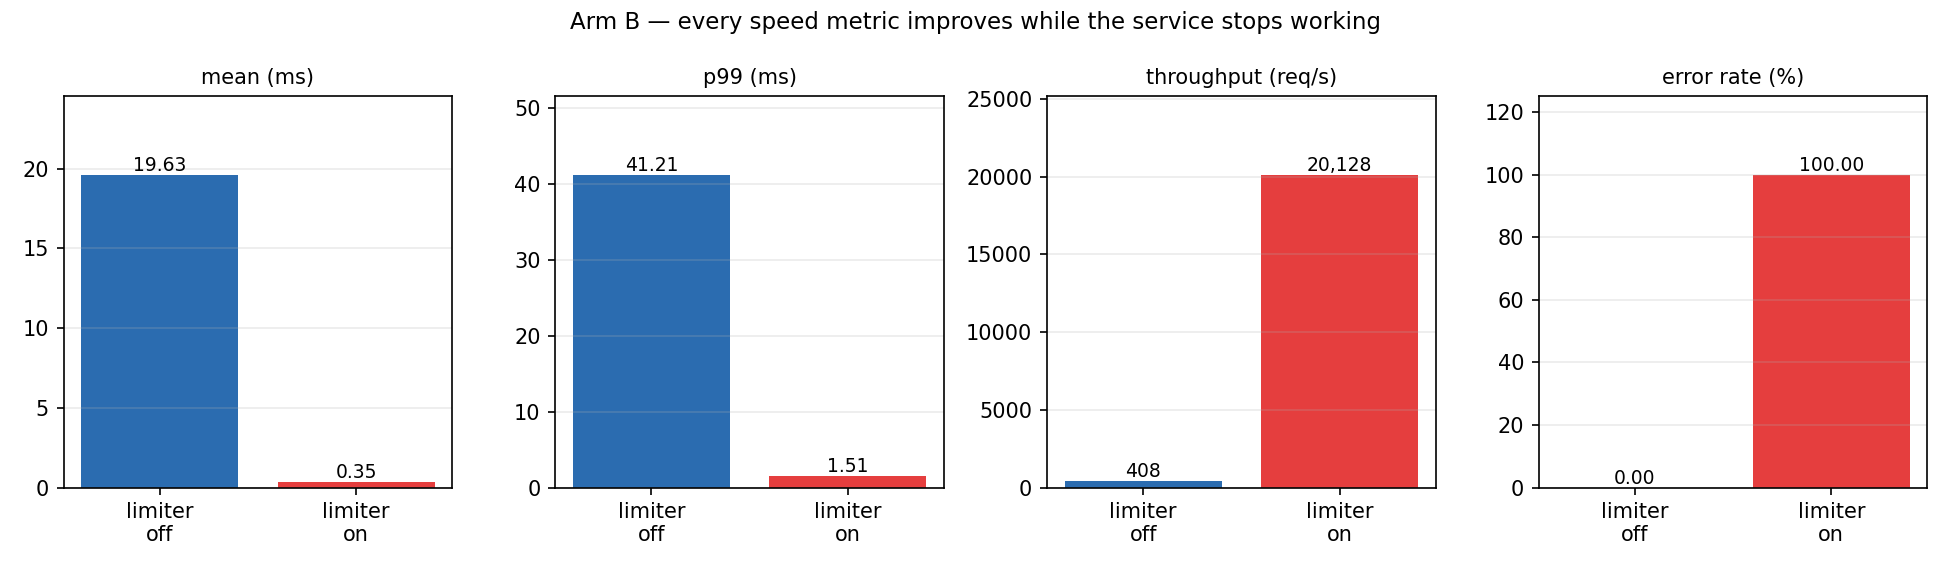 Arm B — every speed metric improves while the service stops working
mean (ms)
20
15
10
5
0
19.63
0.35
limiter
off
limiter
on
p99 (ms)
50
40
30
20
10
0
41.21
1.51
limiter
off
limiter
on
throughput (req/s)
25000
20000
15000
10000
5000
0
408
20,128
limiter
off
limiter
on
error rate (%)
120
100
80
60
40
20
0
0.00
100.00
limiter
off
limiter
on